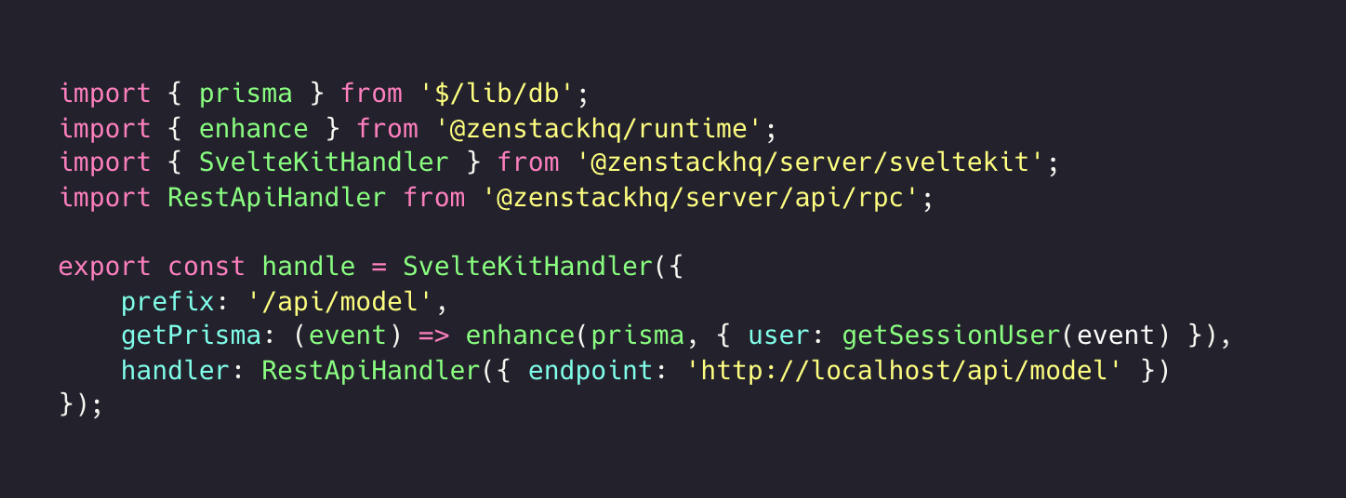 import { prisma } from '$/lib/db';
import { enhance } from '@zenstackhq/runtime';
import { SvelteKitHandler } from '@zenstackhq/server/sveltekit';
import RestApiHandler from '@zenstackhq/server/api/rpc';

export const handle = SvelteKitHandler({
    prefix: '/api/model',
    getPrisma: (event) => enhance(prisma, { user: getSessionUser(event) }),
    handler: RestApiHandler({ endpoint: 'http://localhost/api/model' })
});